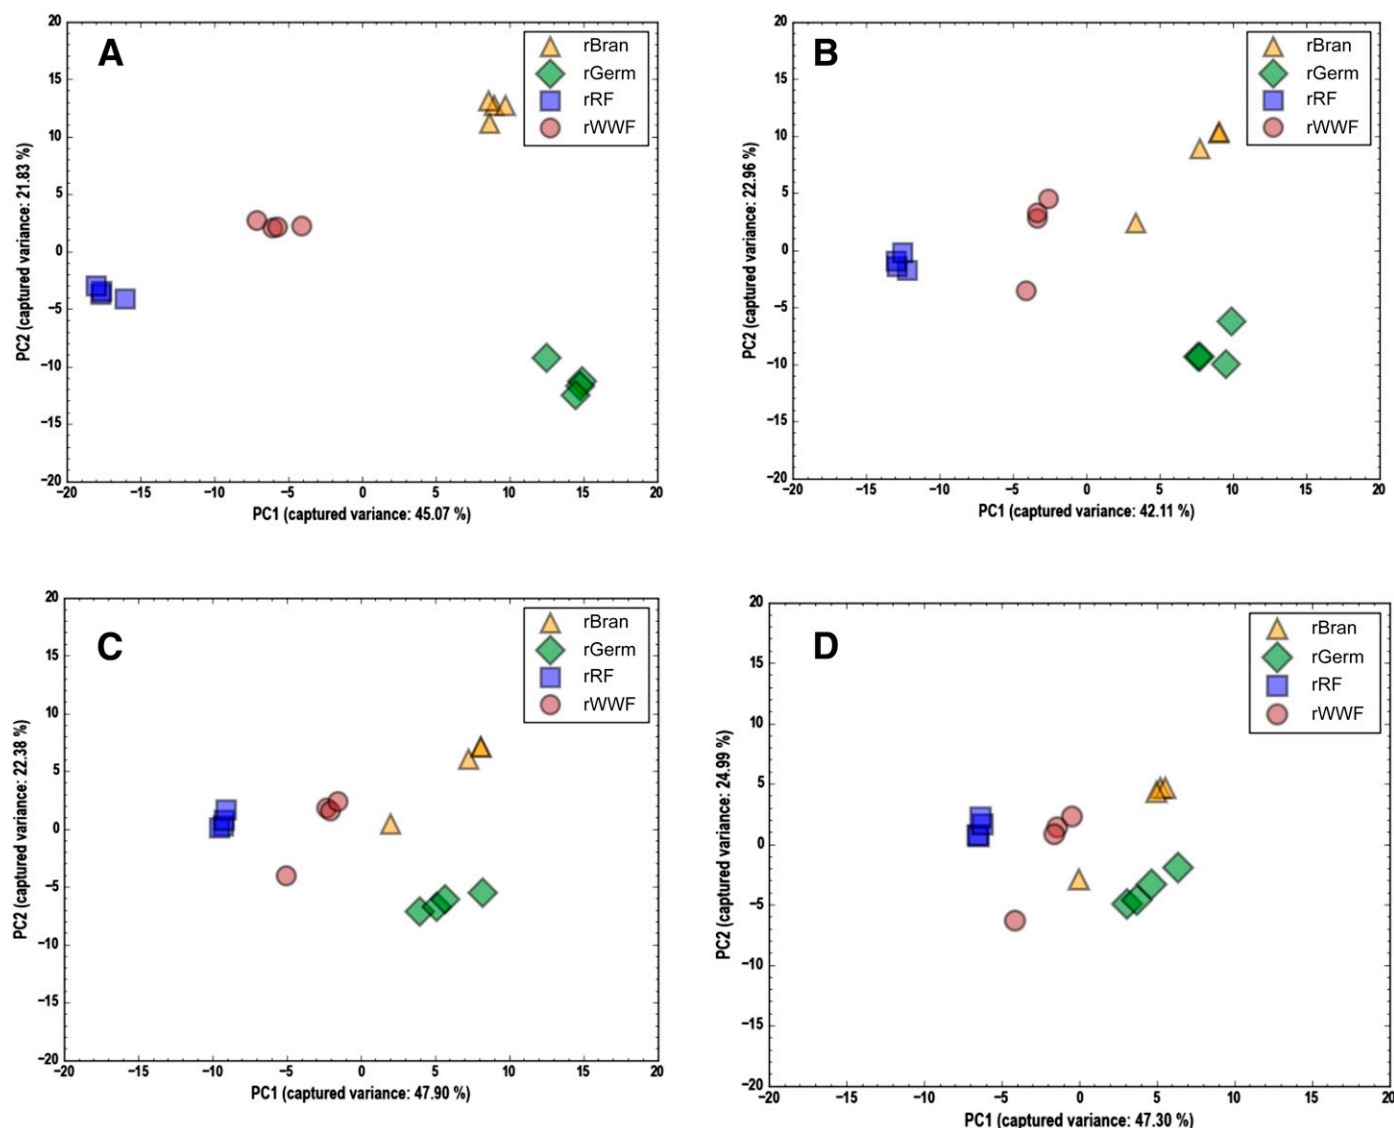 A
rBran
rGerm
rRF
rWWF
20
15
10
5
0
−5
−10
−15
−20
PC2 (captured variance: 21.83 %)
−20 −15 −10 −5 0 5 10 15 20
PC1 (captured variance: 45.07 %)
B
rBran
rGerm
rRF
rWWF
20
15
10
5
0
−5
−10
−15
−20
PC2 (captured variance: 22.96 %)
−20 −15 −10 −5 0 5 10 15 20
PC1 (captured variance: 42.11 %)
C
rBran
rGerm
rRF
rWWF
20
15
10
5
0
−5
−10
−15
−20
PC2 (captured variance: 22.38 %)
−20 −15 −10 −5 0 5 10 15 20
PC1 (captured variance: 47.90 %)
D
rBran
rGerm
rRF
rWWF
20
15
10
5
0
−5
−10
−15
−20
PC2 (captured variance: 24.99 %)
−20 −15 −10 −5 0 5 10 15 20
PC1 (captured variance: 47.30 %)